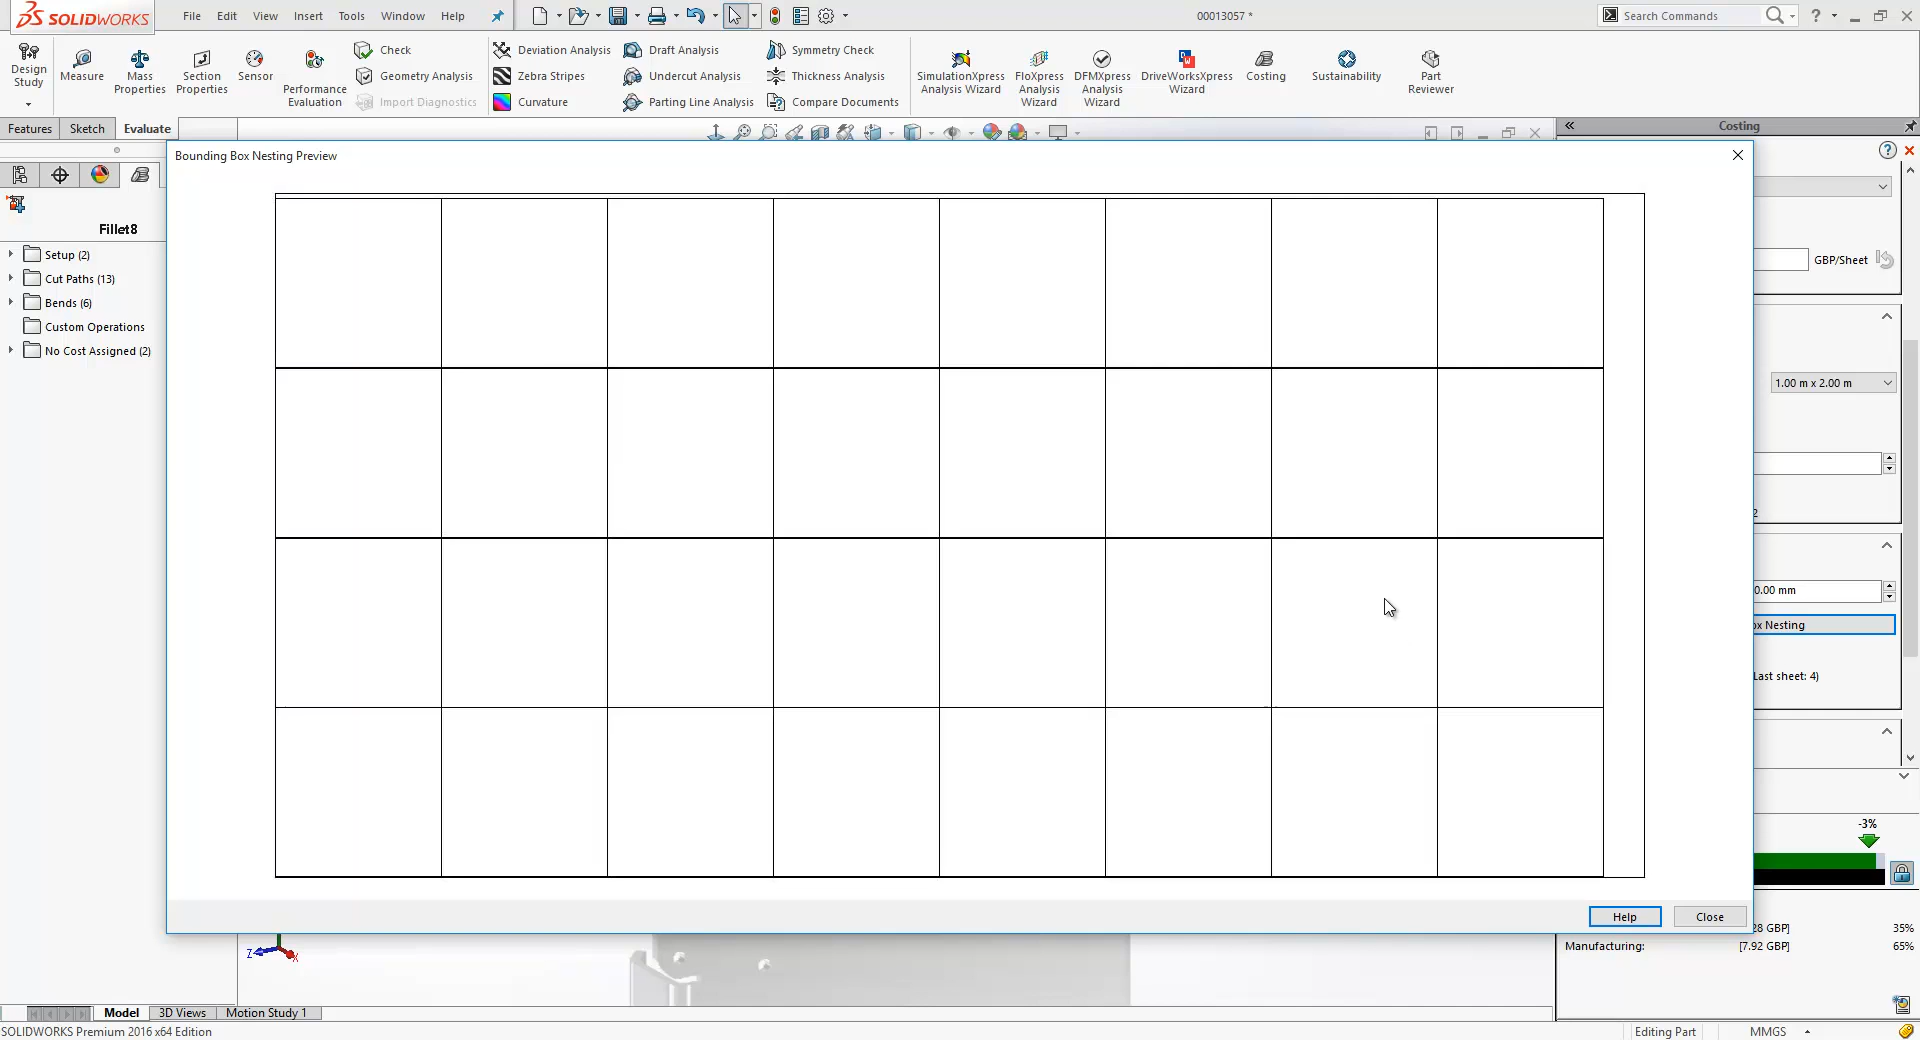 SOLIDWORKS
File Edit View Insert Tools Window Help
00013057 *
Search Commands
Design Study
Measure
Mass Properties
Section Properties
Sensor
Performance Evaluation
Check
Geometry Analysis
Import Diagnostics
Deviation Analysis
Zebra Stripes
Curvature
Draft Analysis
Undercut Analysis
Parting Line Analysis
Symmetry Check
Thickness Analysis
Compare Documents
SimulationXpress Analysis Wizard
FloXpress Analysis Wizard
DFMXpress Analysis Wizard
DriveWorksXpress Wizard
Costing
Sustainability
Part Reviewer
Features Sketch Evaluate
Costing
Bounding Box Nesting Preview
Fillet8
Setup (2)
Cut Paths (13)
Bends (6)
Custom Operations
No Cost Assigned (2)
GBP/Sheet
1.00 m x 2.00 m
2
0.00 mm
ox Nesting
Last sheet: 4)
-3%
Help Close
28 GBP] 35%
Manufacturing: [7.92 GBP] 65%
Z X
Model 3D Views Motion Study 1
SOLIDWORKS Premium 2016 x64 Edition
Editing Part MMGS